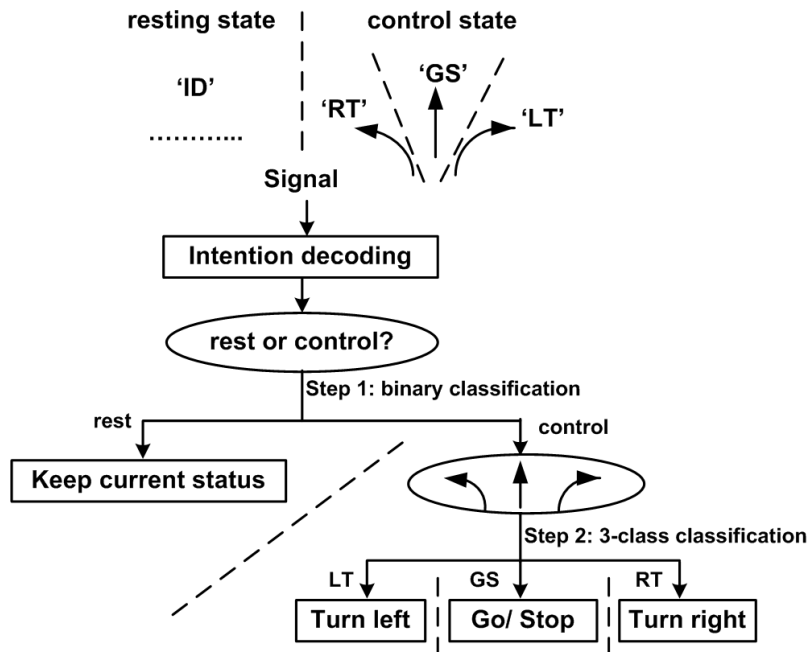 resting state
control state
‘ID’
............
‘GS’
‘RT’
‘LT’
Signal
Intention decoding
rest or control?
Step 1: binary classification
rest
control
Keep current status
Step 2: 3-class classification
LT
GS
RT
Turn left
Go/ Stop
Turn right